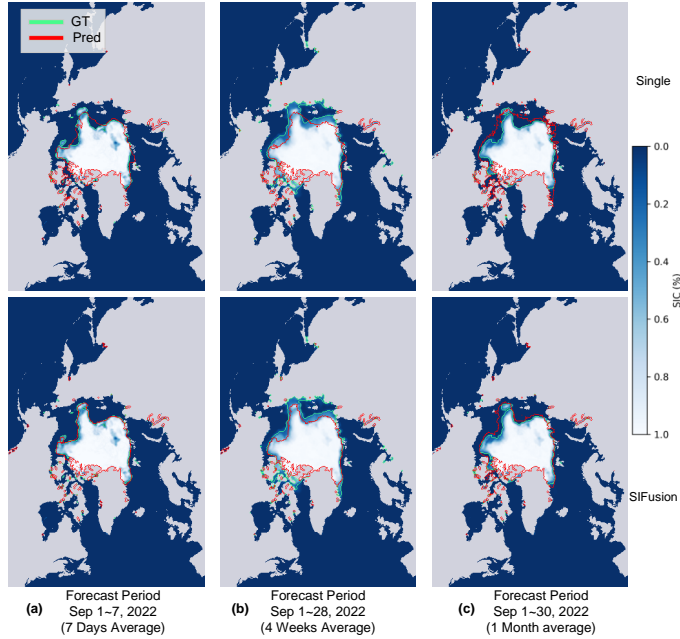 GT
Pred
Single
0.0
0.2
0.4
0.6
0.8
1.0
SIC (%)
SIFusion
(a)
Forecast Period
Sep 1~7, 2022
(7 Days Average)
(b)
Forecast Period
Sep 1~28, 2022
(4 Weeks Average)
(c)
Forecast Period
Sep 1~30, 2022
(1 Month average)